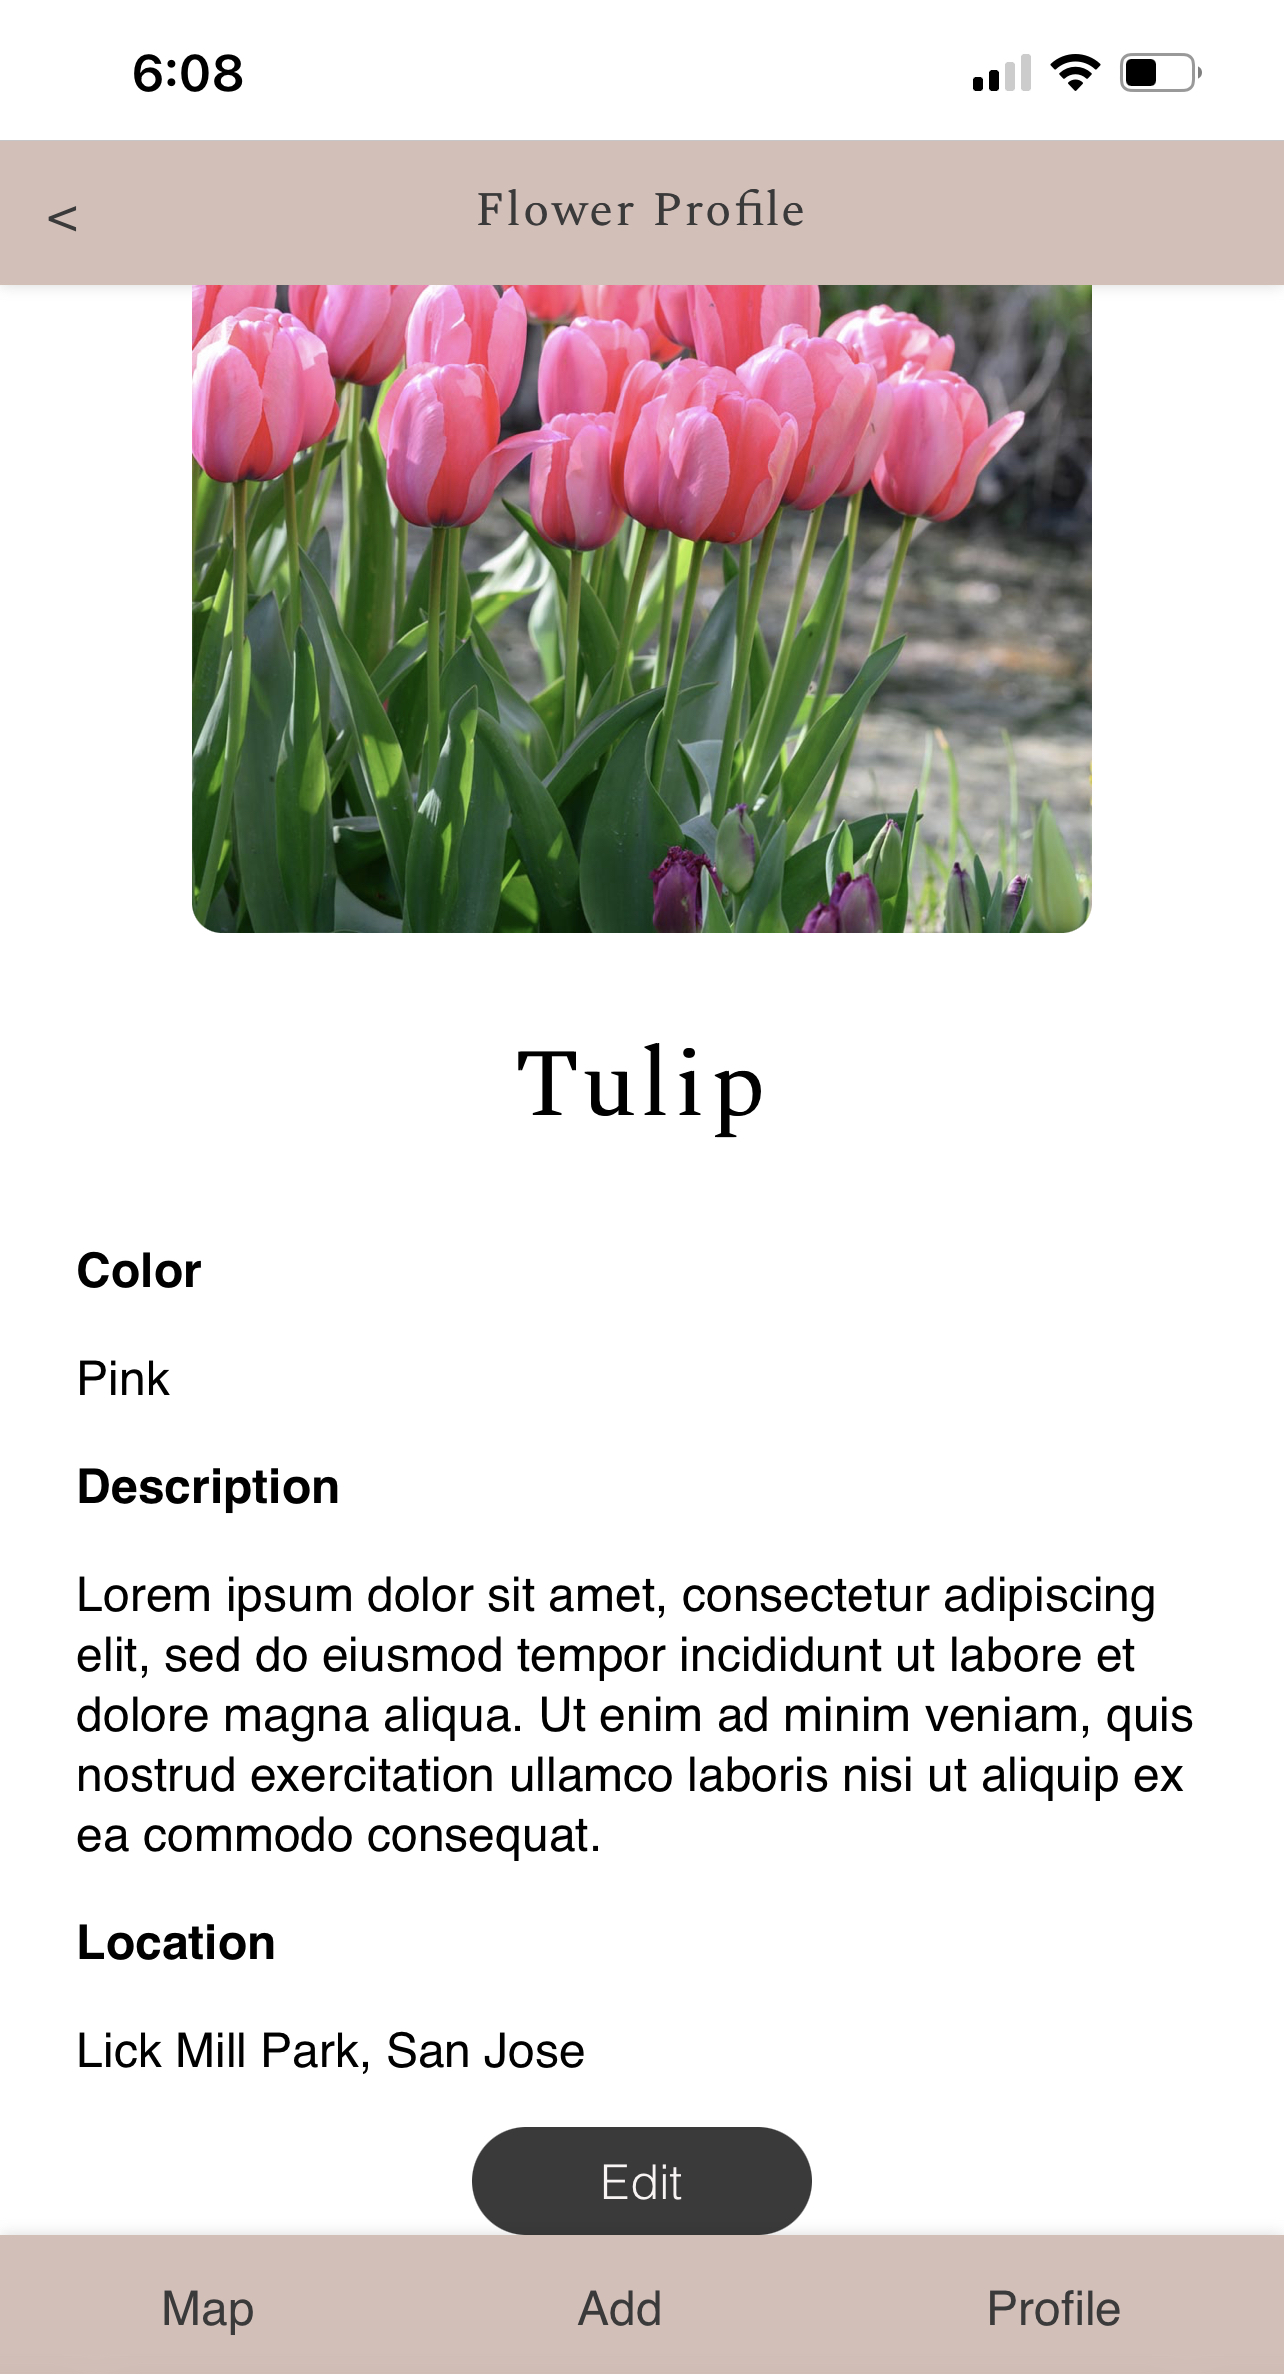 6:08
< Flower Profile
Tulip
Color
Pink
Description
Lorem ipsum dolor sit amet, consectetur adipiscing
elit, sed do eiusmod tempor incididunt ut labore et
dolore magna aliqua. Ut enim ad minim veniam, quis
nostrud exercitation ullamco laboris nisi ut aliquip ex
ea commodo consequat.
Location
Lick Mill Park, San Jose
Edit
Map Add Profile